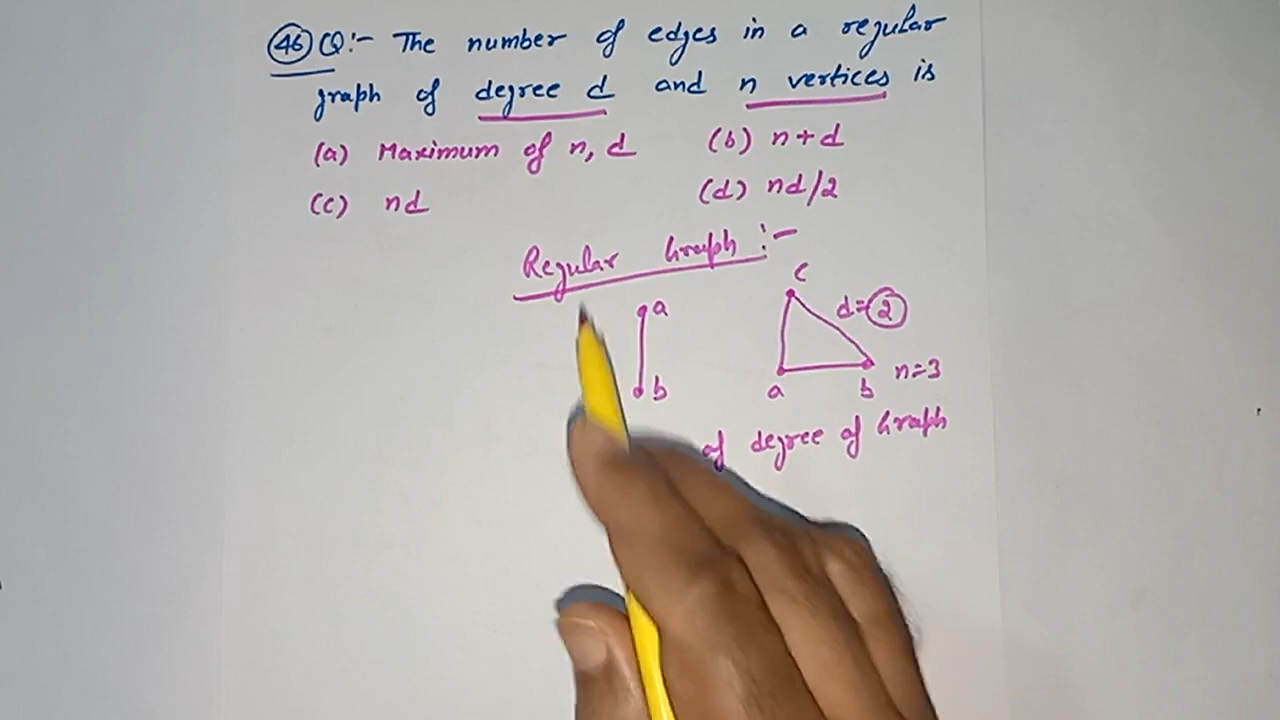 46 Q:- The number of edges in a regular
graph of degree d and n vertices is
(a) Maximum of n, d (b) n+d
(c) nd (d) nd/2
Regular Graph :-
c
a d=2
b a b n=3
of degree of Graph